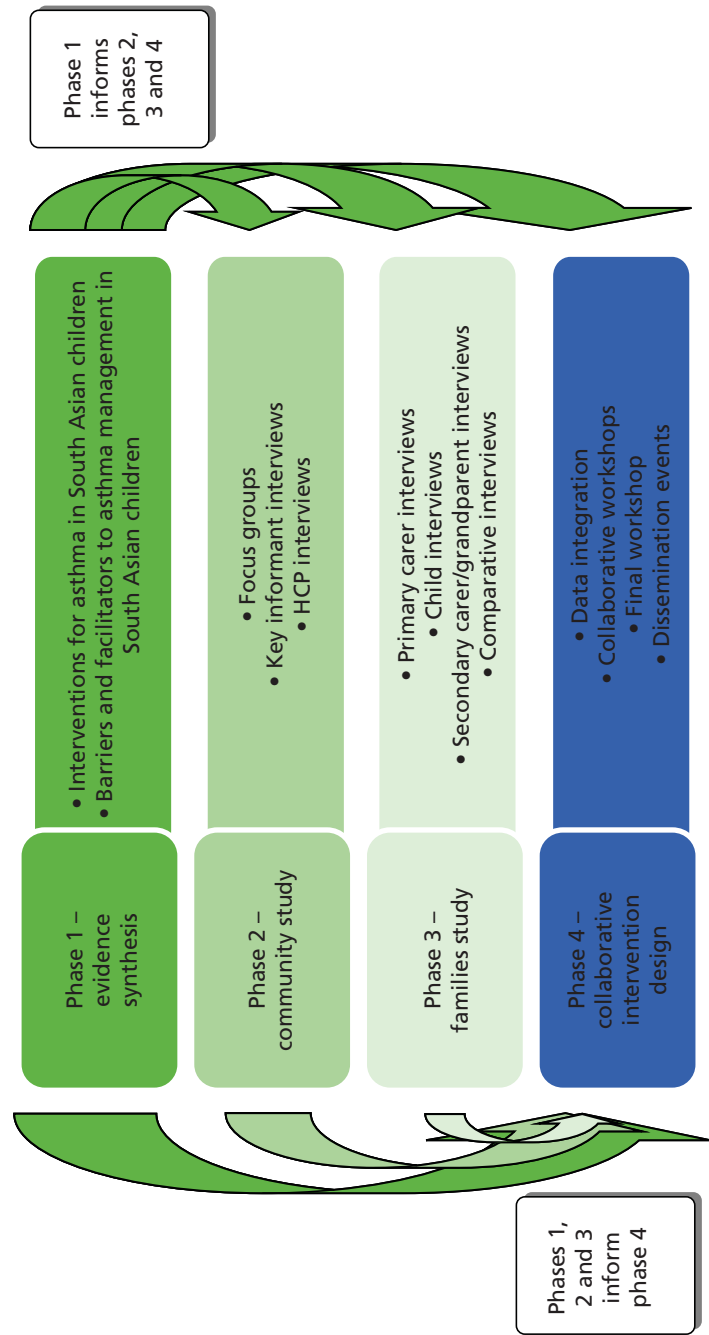 Phase 1
informs
phases 2,
3 and 4
Phase 1 –
evidence
synthesis
• Interventions for asthma in South Asian children
• Barriers and facilitators to asthma management in
South Asian children
Phase 2 –
community study
• Focus groups
• Key informant interviews
• HCP interviews
Phase 3 –
families study
• Primary carer interviews
• Child interviews
• Secondary carer/grandparent interviews
• Comparative interviews
Phase 4 –
collaborative
intervention
design
• Data integration
• Collaborative workshops
• Final workshop
• Dissemination events
Phases 1,
2 and 3
inform
phase 4